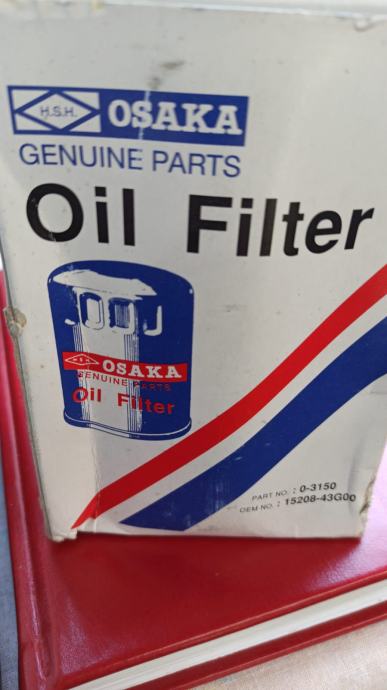 H.S.H. OSAKA
GENUINE PARTS
Oil Filter
H.S.H OSAKA
GENUINE PARTS
Oil Filter
PART NO. : 0-3150
OEM NO. : 15208-43G00